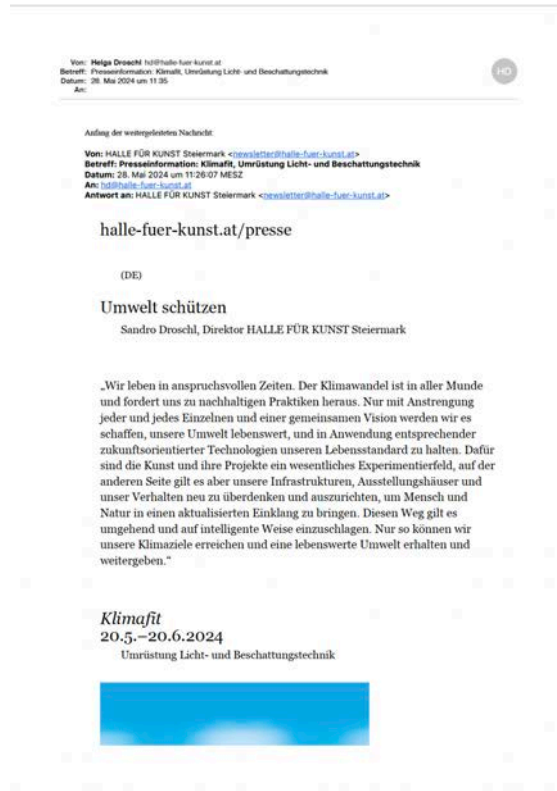 Von: Helga Droschl hd@halle-fuer-kunst.at
Betreff: Presseinformation: Klimafit, Umrüstung Licht- und Beschattungstechnik
Datum: 28. Mai 2024 um 11:35
An:
HD
Anfang der weitergeleiteten Nachricht:
Von: HALLE FÜR KUNST Steiermark <newsletter@halle-fuer-kunst.at>
Betreff: Presseinformation: Klimafit, Umrüstung Licht- und Beschattungstechnik
Datum: 28. Mai 2024 um 11:26:07 MESZ
An: hd@halle-fuer-kunst.at
Antwort an: HALLE FÜR KUNST Steiermark <newsletter@halle-fuer-kunst.at>
halle-fuer-kunst.at/presse
(DE)
Umwelt schützen
Sandro Droschl, Direktor HALLE FÜR KUNST Steiermark
„Wir leben in anspruchsvollen Zeiten. Der Klimawandel ist in aller Munde
und fordert uns zu nachhaltigen Praktiken heraus. Nur mit Anstrengung
jeder und jedes Einzelnen und einer gemeinsamen Vision werden wir es
schaffen, unsere Umwelt lebenswert, und in Anwendung entsprechender
zukunftsorientierter Technologien unseren Lebensstandard zu halten. Dafür
sind die Kunst und ihre Projekte ein wesentliches Experimentierfeld, auf der
anderen Seite gilt es aber unsere Infrastrukturen, Ausstellungshäuser und
unser Verhalten neu zu überdenken und auszurichten, um Mensch und
Natur in einen aktualisierten Einklang zu bringen. Diesen Weg gilt es
umgehend und auf intelligente Weise einzuschlagen. Nur so können wir
unsere Klimaziele erreichen und eine lebenswerte Umwelt erhalten und
weitergeben.“
Klimafit
20.5.–20.6.2024
Umrüstung Licht- und Beschattungstechnik